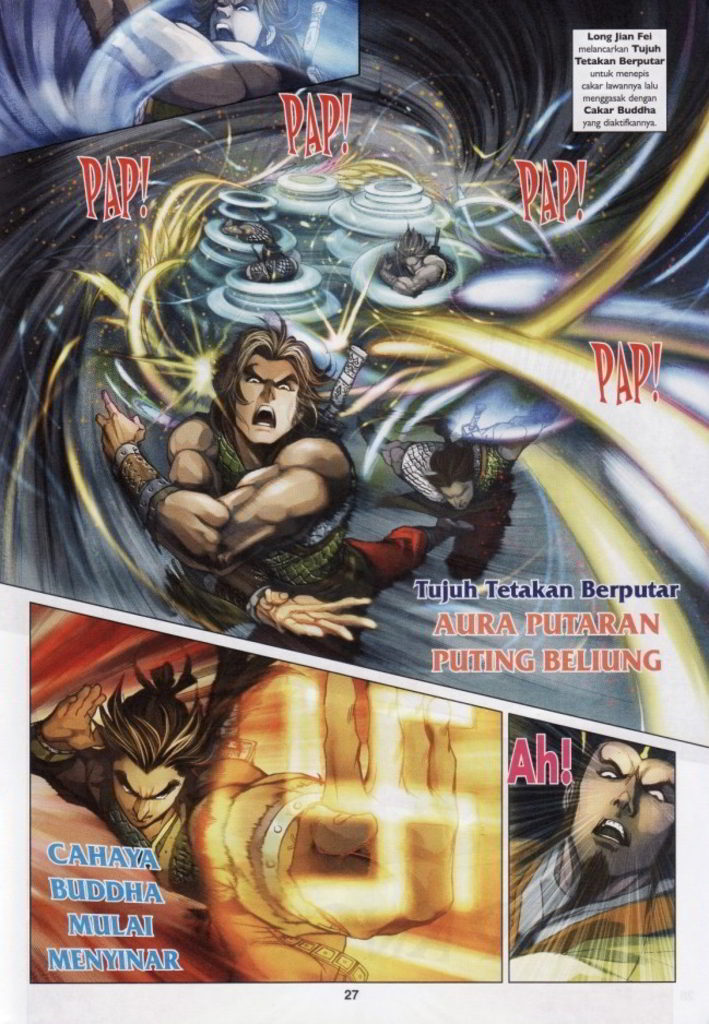 Long Jian Fei
melancarkan Tujuh
Tetakan Berputar
untuk menepis
cakar lawannya lalu
menggasak dengan
Cakar Buddha
yang diaktifkannya.
PAP!
PAP!
PAP!
PAP!
Tujuh Tetakan Berputar
AURA PUTARAN
PUTING BELIUNG
CAHAYA
BUDDHA
MULAI
MENYINAR
Ah!
27